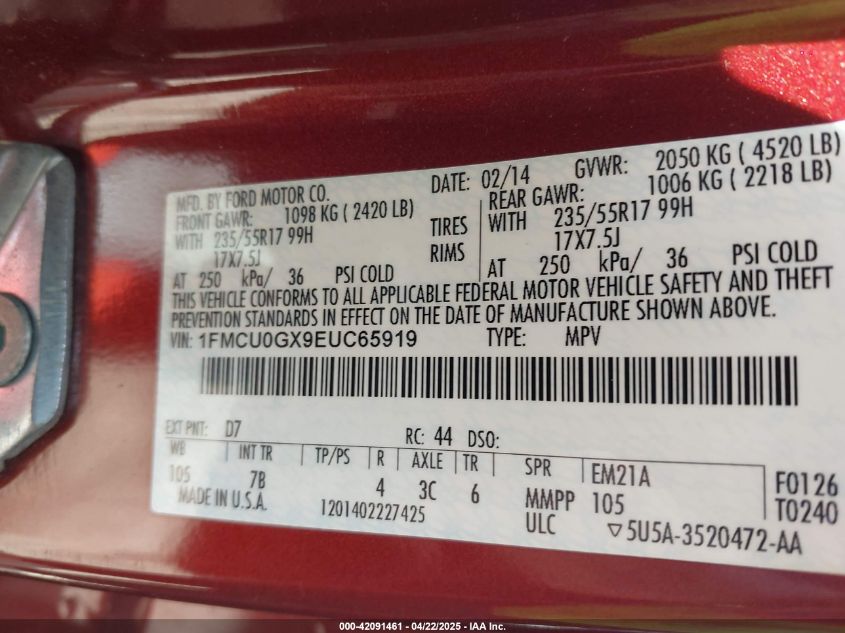 MFD. BY FORD MOTOR CO.
DATE: 02/14 GVWR: 2050 KG ( 4520 LB)
FRONT GAWR: 1098 KG ( 2420 LB)
REAR GAWR: 1006 KG ( 2218 LB)
WITH 235/55R17 99H TIRES WITH 235/55R17 99H
17X7.5J RIMS 17X7.5J
AT 250 kPa/ 36 PSI COLD AT 250 kPa/ 36 PSI COLD
THIS VEHICLE CONFORMS TO ALL APPLICABLE FEDERAL MOTOR VEHICLE SAFETY AND THEFT
PREVENTION STANDARDS IN EFFECT ON THE DATE OF MANUFACTURE SHOWN ABOVE.
VIN: 1FMCU0GX9EUC65919 TYPE: MPV
EXT PNT: D7 RC: 44 DSO:
WB INT TR TP/PS R AXLE TR SPR EM21A F0126
105 7B 4 3C 6 MMPP 105 T0240
MADE IN U.S.A. ULC ▽5U5A-3520472-AA
1201402227425
000-42091461 - 04/22/2025 - IAA Inc.